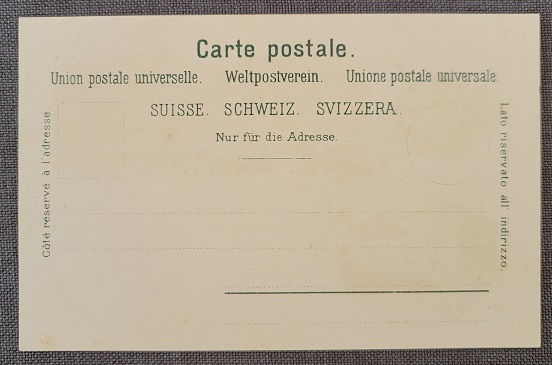 Carte postale.
Union postale universelle. Weltpostverein. Unione postale universale.
SUISSE. SCHWEIZ. SVIZZERA.
Nur für die Adresse.
Côté réservé à l'adresse
Lato riservato all' indirizzo.